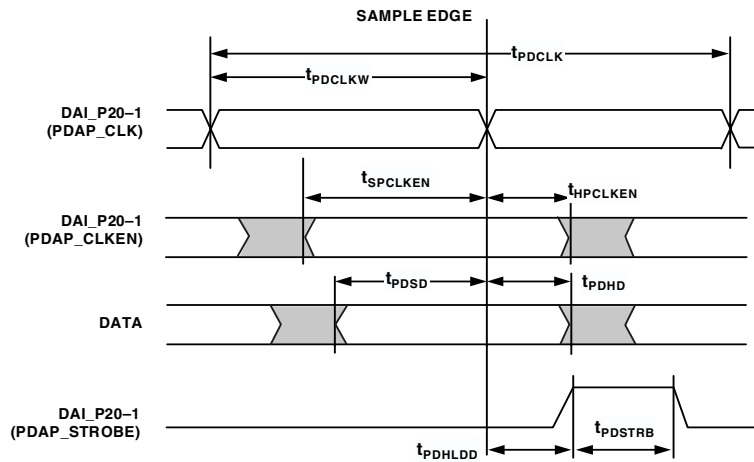 SAMPLE EDGE
tPDCLK
tPDCLKW
DAI_P20–1
(PDAP_CLK)
tSPCLKEN
tHPCLKEN
DAI_P20–1
(PDAP_CLKEN)
tPDSD
tPDHD
DATA
DAI_P20–1
(PDAP_STROBE)
tPDHLDD
tPDSTRB